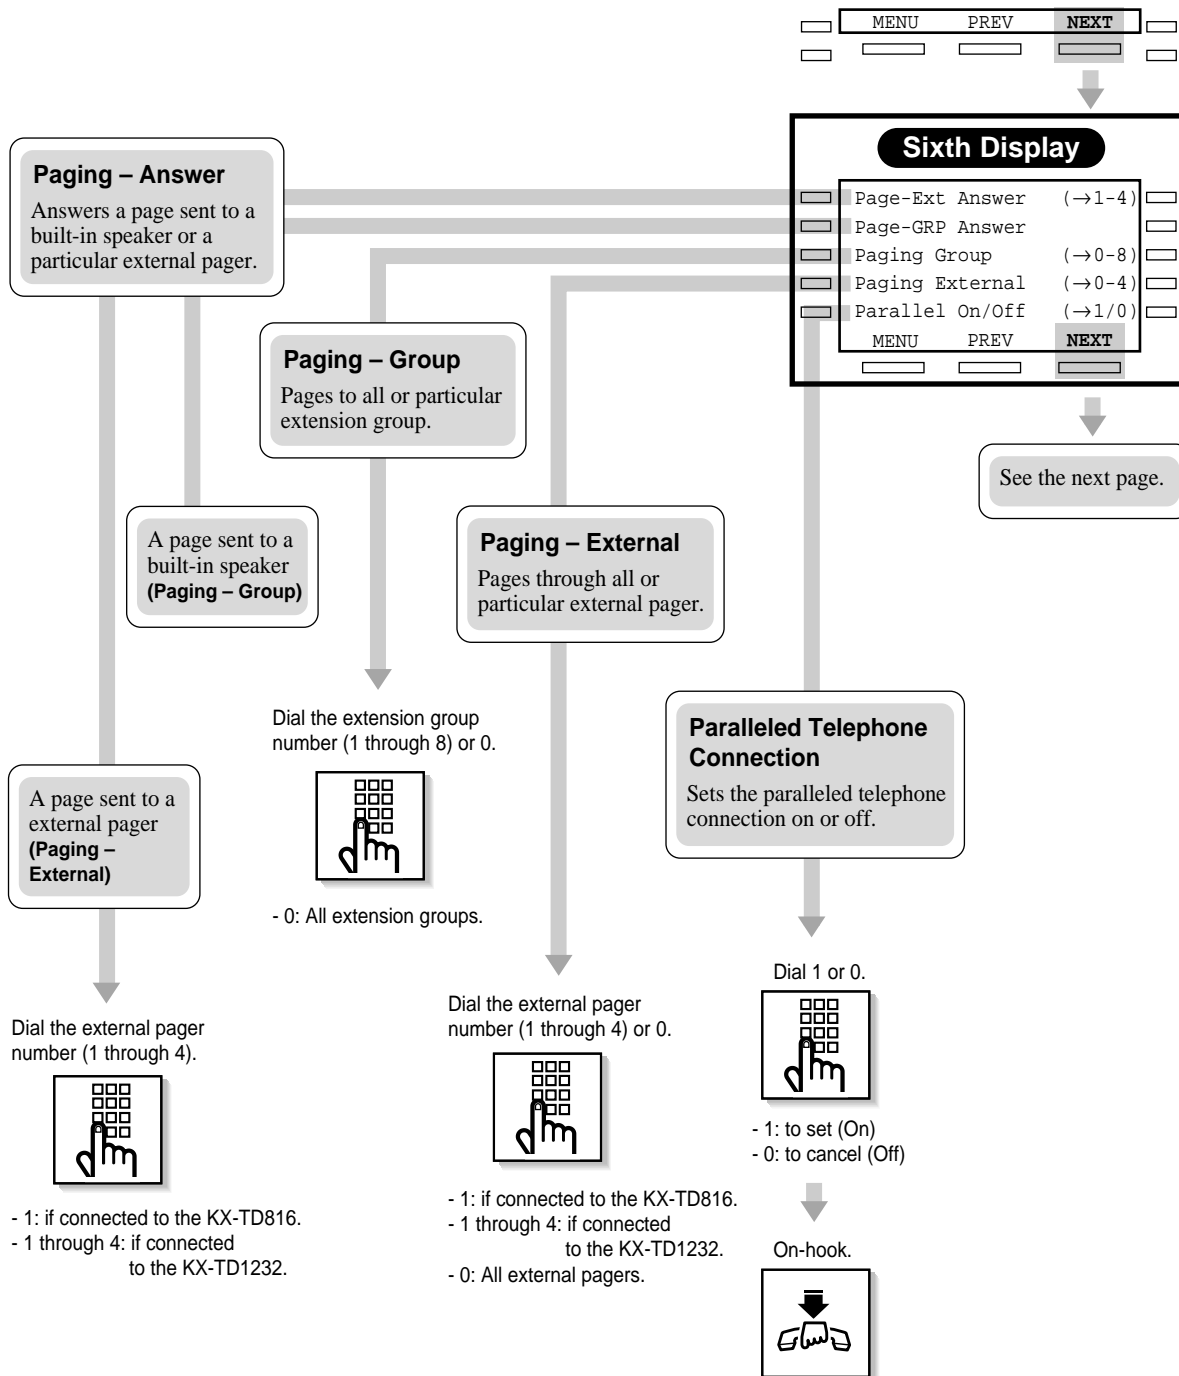 MENU PREV NEXT
Sixth Display
Page-Ext Answer (→1-4)
Page-GRP Answer
Paging Group (→0-8)
Paging External (→0-4)
Parallel On/Off (→1/0)
MENU PREV NEXT
See the next page.
Paging – Answer
Answers a page sent to a
built-in speaker or a
particular external pager.
Paging – Group
Pages to all or particular
extension group.
A page sent to a
built-in speaker
(Paging – Group)
Paging – External
Pages through all or
particular external pager.
Dial the extension group
number (1 through 8) or 0.
- 0: All extension groups.
Paralleled Telephone
Connection
Sets the paralleled telephone
connection on or off.
A page sent to a
external pager
(Paging –
External)
Dial the external pager
number (1 through 4).
- 1: if connected to the KX-TD816.
- 1 through 4: if connected
to the KX-TD1232.
Dial the external pager
number (1 through 4) or 0.
- 1: if connected to the KX-TD816.
- 1 through 4: if connected
to the KX-TD1232.
- 0: All external pagers.
Dial 1 or 0.
- 1: to set (On)
- 0: to cancel (Off)
On-hook.